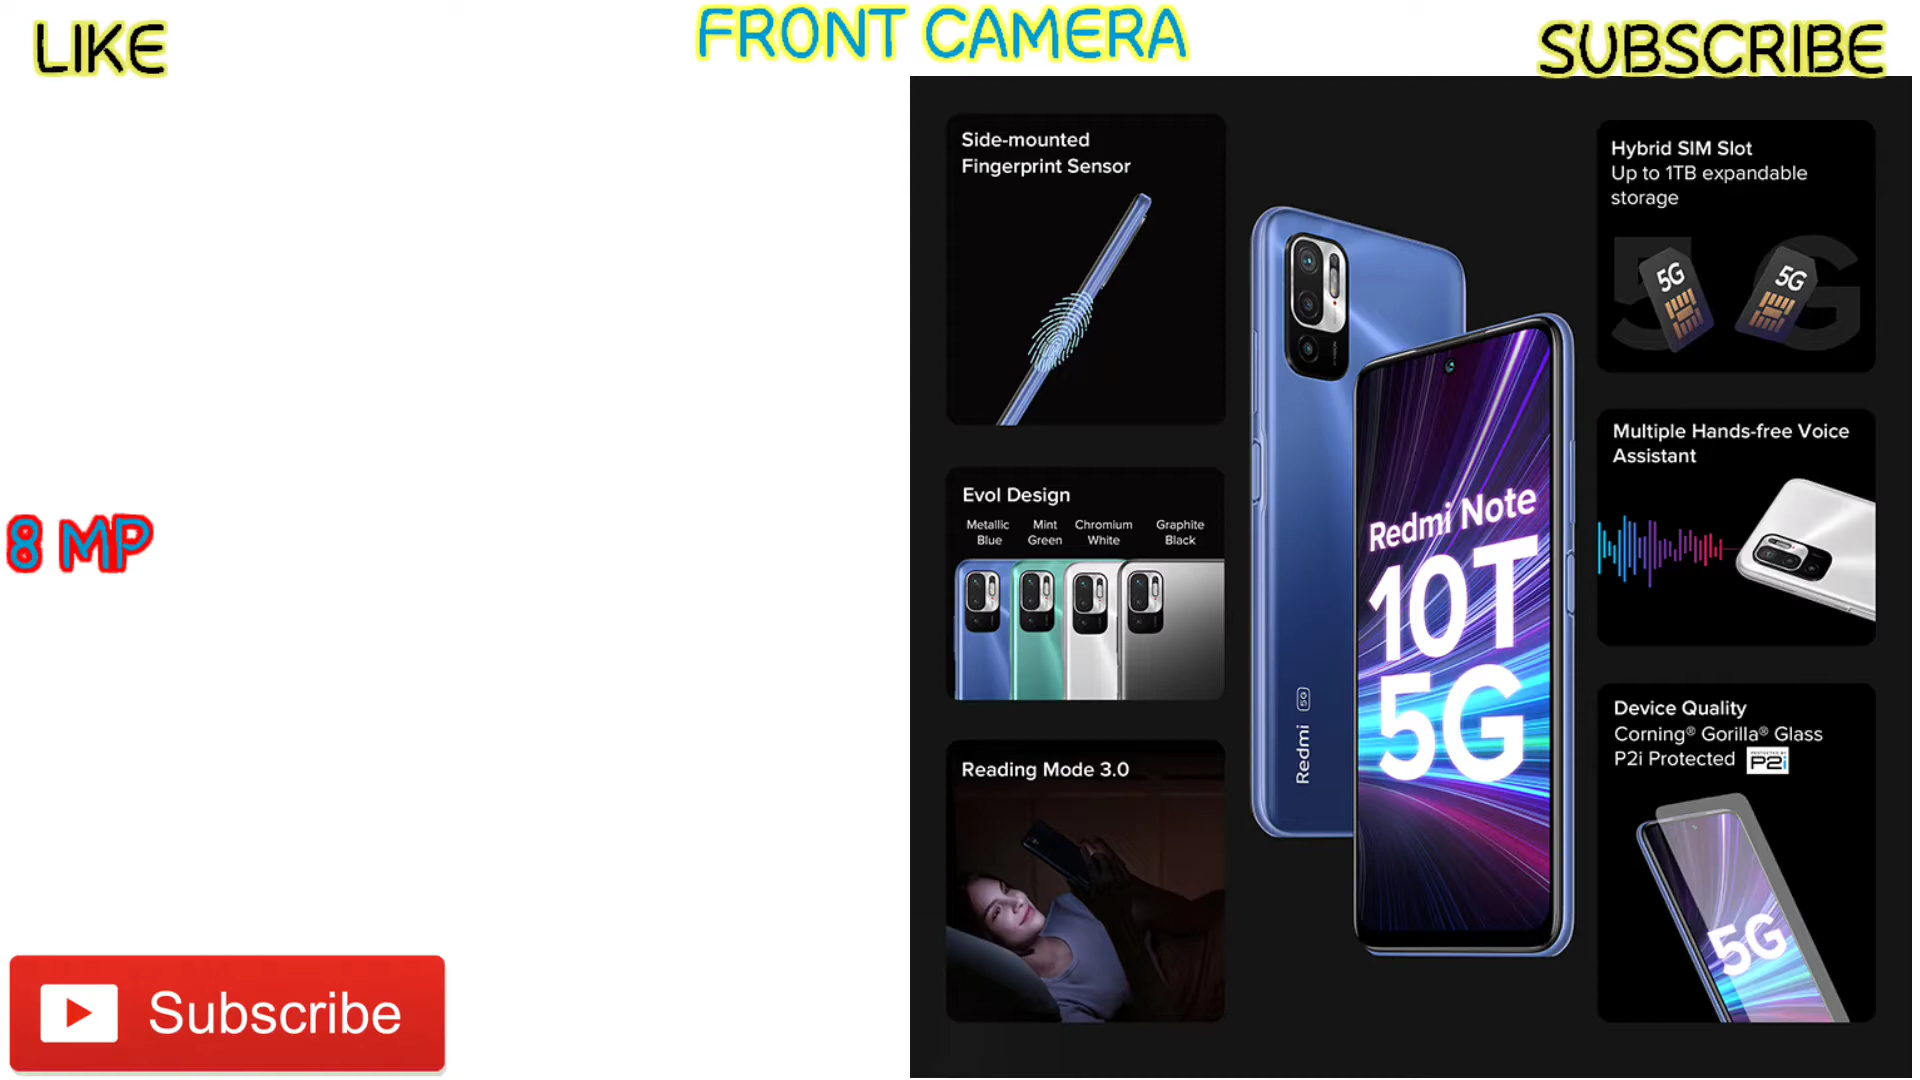 LIKE
FRONT CAMERA
SUBSCRIBE
8 MP
Subscribe
Side-mounted
Fingerprint Sensor
Evol Design
Metallic Blue
Mint Green
Chromium White
Graphite Black
Reading Mode 3.0
Redmi 5G
Redmi Note
10T
5G
Hybrid SIM Slot
Up to 1TB expandable
storage
5G
5G
5G
Multiple Hands-free Voice
Assistant
Device Quality
Corning® Gorilla® Glass
P2i Protected P2i
5G